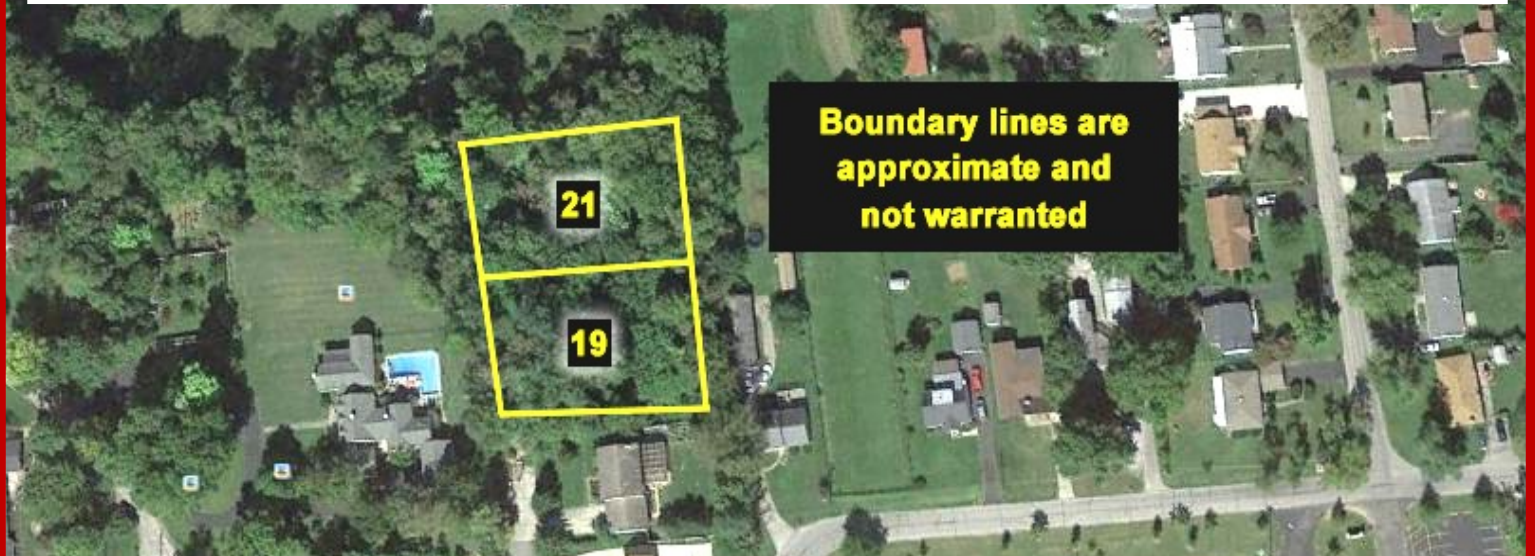 Boundary lines are
approximate and
not warranted
21
19